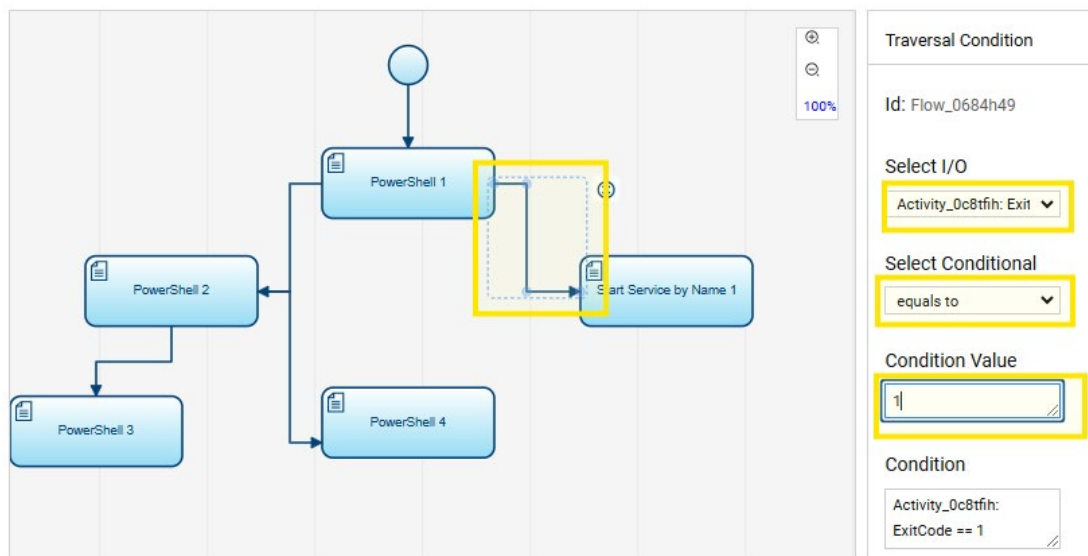 100%
PowerShell 1
PowerShell 2
Start Service by Name 1
PowerShell 3
PowerShell 4
Traversal Condition
Id: Flow_0684h49
Select I/O
Activity_0c8tfih: Exit
Select Conditional
equals to
Condition Value
1
Condition
Activity_0c8tfih:
ExitCode == 1